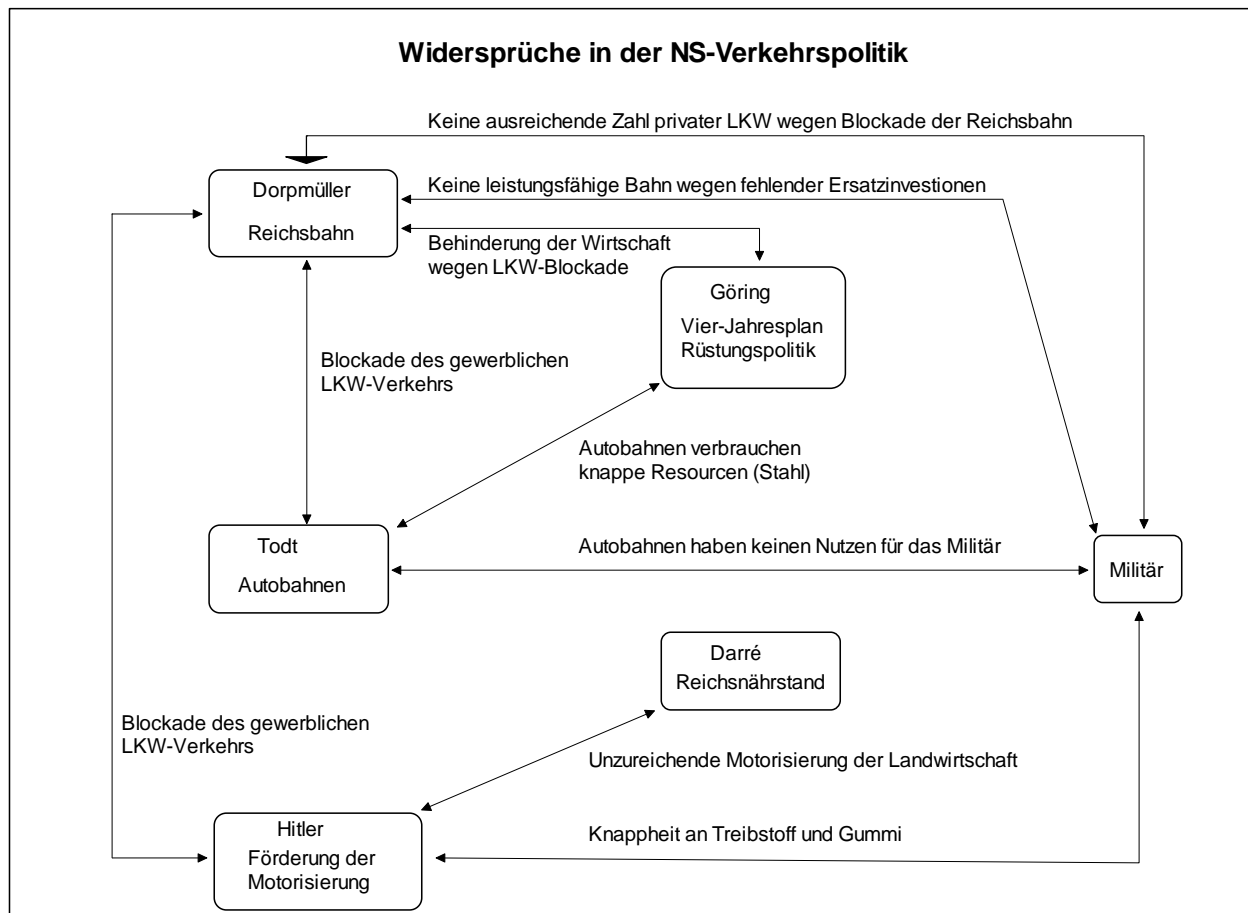 Widersprüche in der NS-Verkehrspolitik
Keine ausreichende Zahl privater LKW wegen Blockade der Reichsbahn
Dorpmüller
Reichsbahn
Keine leistungsfähige Bahn wegen fehlender Ersatzinvestionen
Behinderung der Wirtschaft
wegen LKW-Blockade
Göring
Vier-Jahresplan
Rüstungspolitik
Blockade des gewerblichen
LKW-Verkehrs
Autobahnen verbrauchen
knappe Resourcen (Stahl)
Todt
Autobahnen
Autobahnen haben keinen Nutzen für das Militär
Militär
Darré
Reichsnährstand
Blockade des gewerblichen
LKW-Verkehrs
Unzureichende Motorisierung der Landwirtschaft
Hitler
Förderung der
Motorisierung
Knappheit an Treibstoff und Gummi